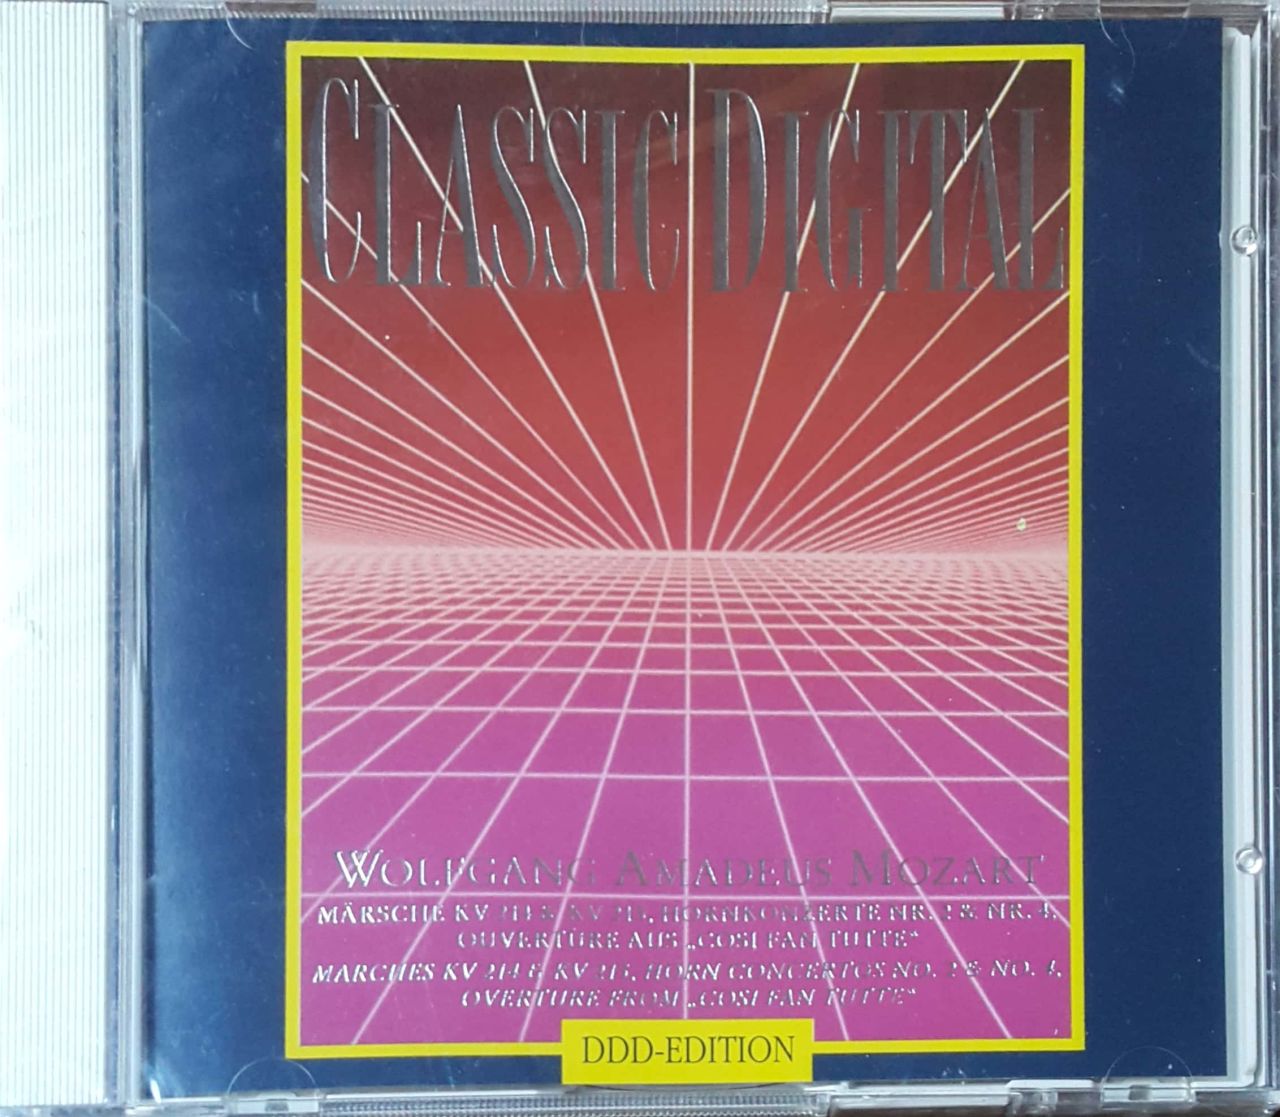 CLASSIC DIGITAL
WOLFGANG AMADEUS MOZART
MÄRSCHE KV 214 & KV 215, HORNKONZERTE NR. 2 & NR. 4,
OUVERTÜRE AUS „COSI FAN TUTTE“
MARCHES KV 214 & KV 215, HORN CONCERTOS NO. 2 & NO. 4,
OVERTURE FROM „COSI FAN TUTTE“
DDD-EDITION